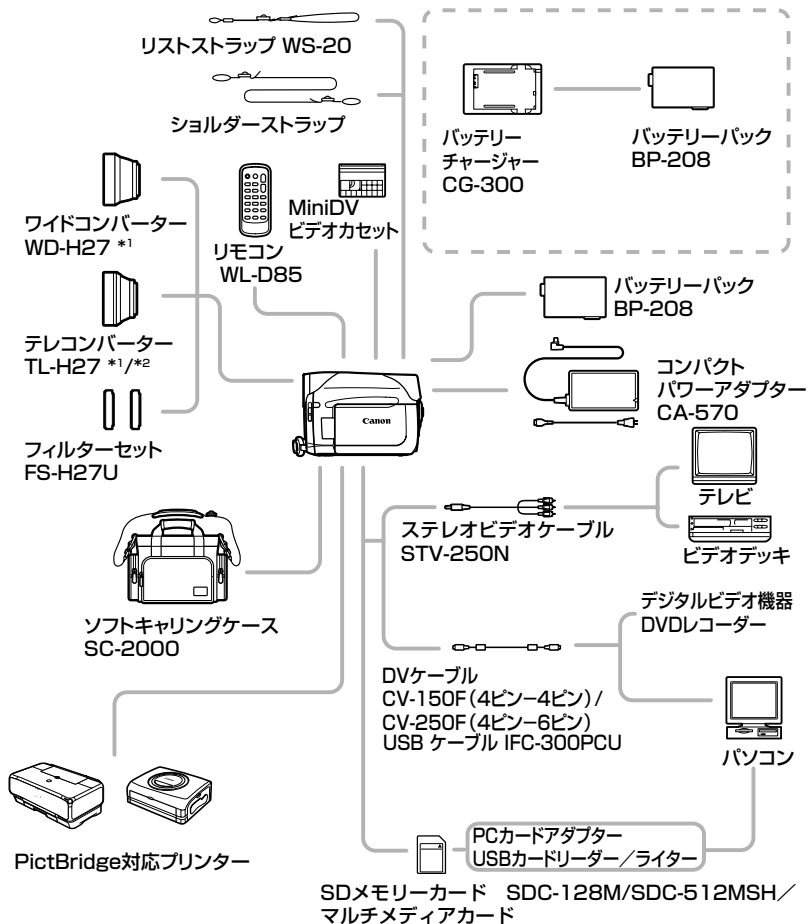 リストストラップ WS-20
ショルダーストラップ
バッテリー
チャージャー
CG-300
バッテリーパック
BP-208
ワイドコンバーター
WD-H27 *1
リモコン
WL-D85
MiniDV
ビデオカセット
テレコンバーター
TL-H27 *1/*2
バッテリーパック
BP-208
コンパクト
パワーアダプター
CA-570
Canon
フィルターセット
FS-H27U
テレビ
ステレオビデオケーブル
STV-250N
ビデオデッキ
ソフトキャリングケース
SC-2000
デジタルビデオ機器
DVDレコーダー
DVケーブル
CV-150F(4ピン−4ピン)/
CV-250F(4ピン−6ピン)
USB ケーブル IFC-300PCU
パソコン
PictBridge対応プリンター
PCカードアダプター
USBカードリーダー/ライター
SDメモリーカード SDC-128M/SDC-512MSH/
マルチメディアカード